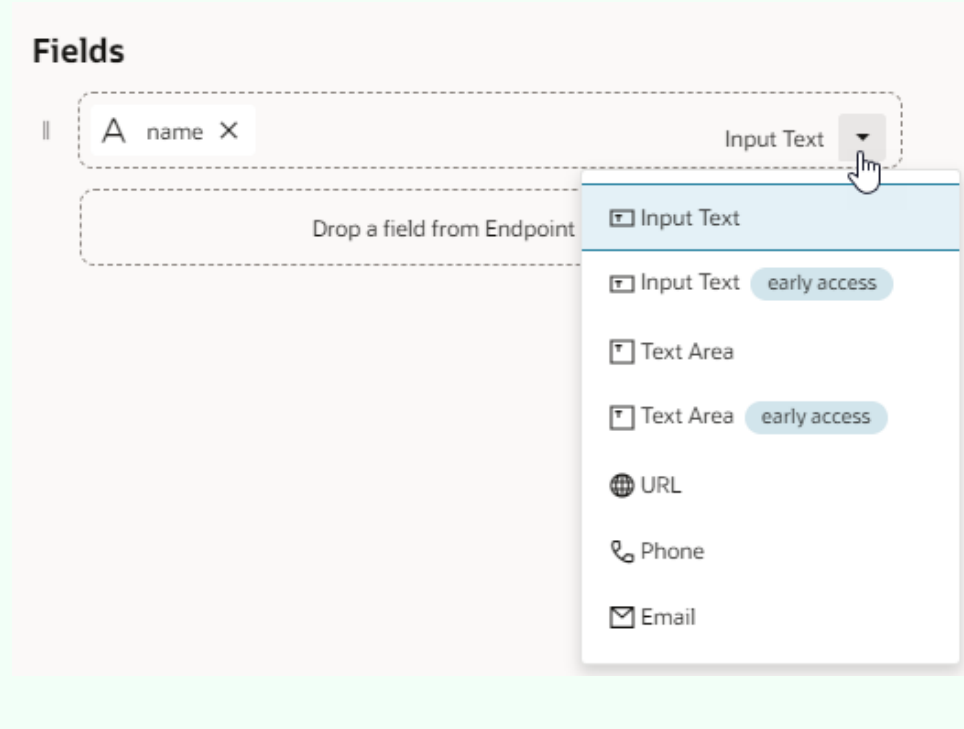 Fields
A name ✕ Input Text
Drop a field from Endpoint
Input Text
Input Text early access
Text Area
Text Area early access
URL
Phone
Email